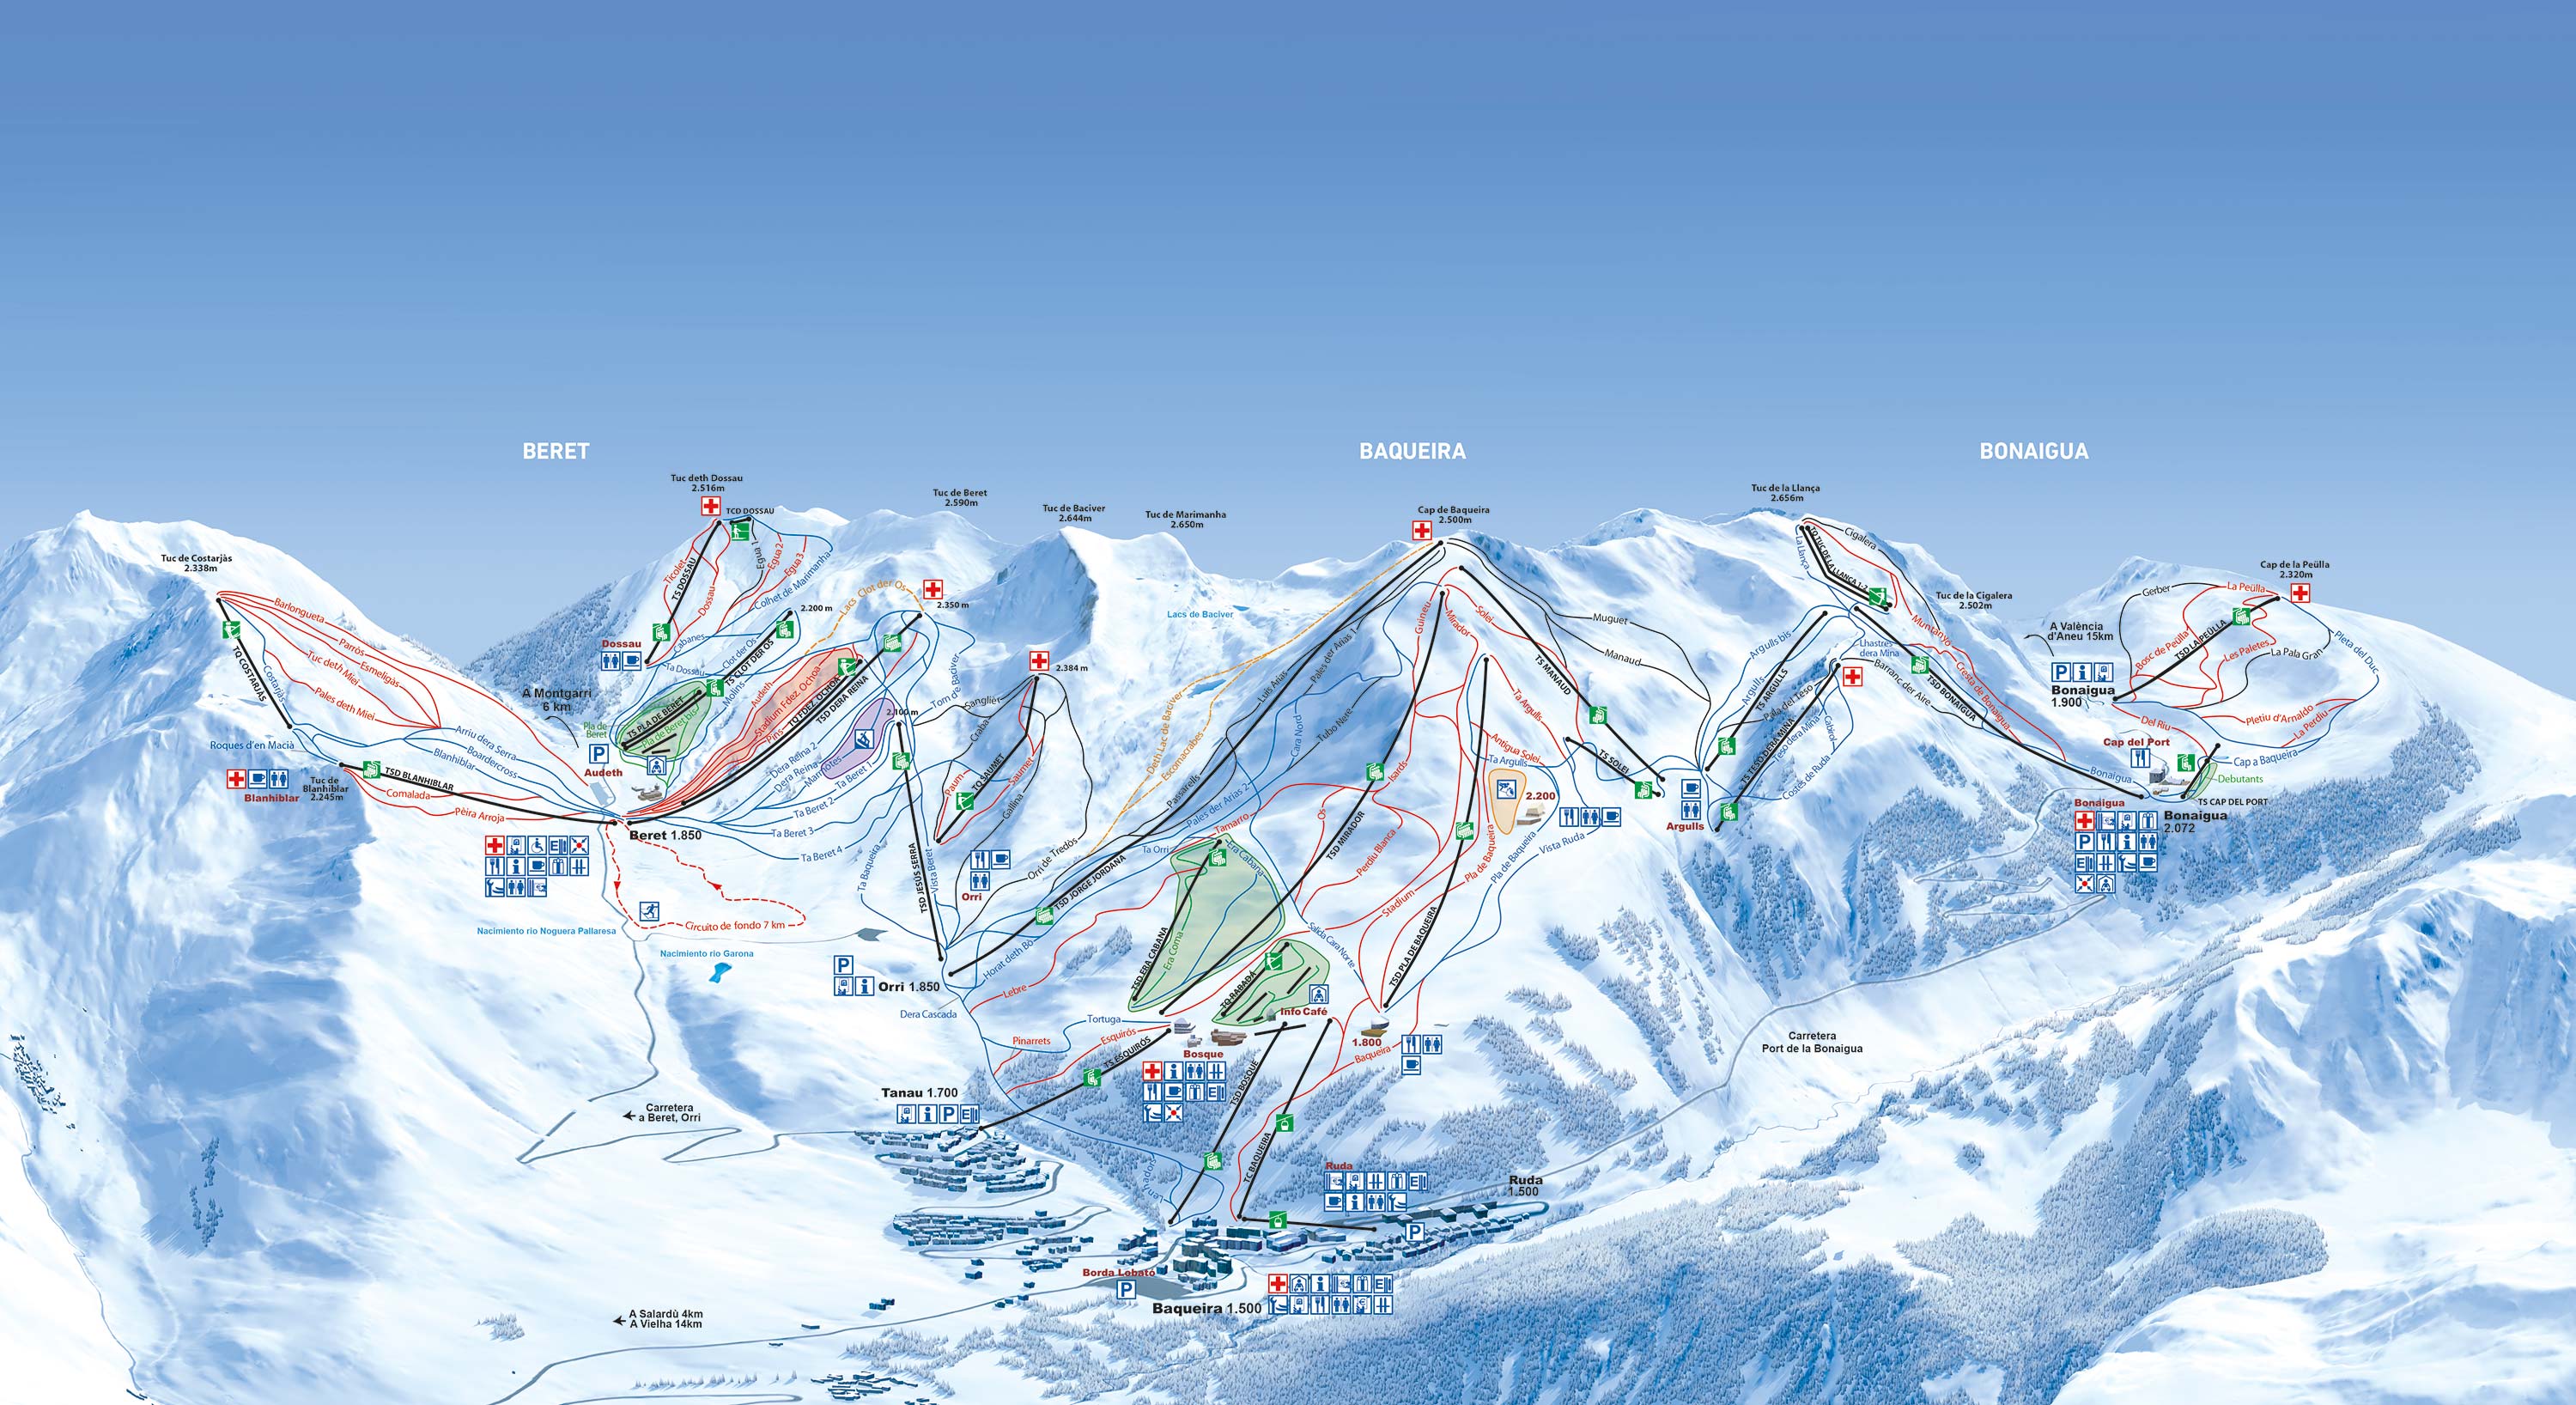 BERET
BAQUEIRA
BONAIGUA
Tuc deth Dossau
2.516m
TCD DOSSAU
Tuc de Beret
2.590m
Tuc de Baciver
2.644m
Tuc de Marimanha
2.650m
Cap de Baqueira
2.500m
Tuc de la Llança
2.656m
Tuc de Costarjàs
2.338m
Cap de la Peülla
2.320m
Tuc de la Cigalera
2.502m
Barlongueta
Parròs
Esmeligàs
Tuc deth Miei
Pales deth Miei
TQ COSTARJÀS
Costarjàs
Roques d'en Macià
Blanhiblar
Tuc de
Blanhiblar
2.245m
TSD BLANHIBLAR
Comalada
Pèira Arroja
Arriu dera Serra
Boardercross
Blanhiblar
Ticolet
TS DOSSAU
Dossau
Egua 1
Egua 2
Egua 3
Colhet de Marimanha
Cabanes
Dossau
Ta Dossau
2.200 m
Clot der Os
TS CLOT DER OS
Molins
A Montgarri
6 km
Pla de
Beret
TS PLA DE BERET
Pla de Beret bis
P
Audeth
Audeth
Stadium Fdez. Ochoa
Pins
TQ FDEZ. OCHOA
TSD DERA REINA
Dera Reina 2
Dera Reina
Marmotes
Ta Beret 1
Ta Beret 2
Ta Beret 3
Ta Beret 4
Lacs Clot der Os
2.350 m
2.100 m
Beret 1.850
Circuito de fondo 7 km
Nacimiento rio Noguera Pallaresa
Nacimiento rio Garona
Tom de Baciver
Sanglièr
Craba
Paum
TQ SAUMET
Saumet
Gallina
2.384 m
Ta Baqueira
TSD JESÚS SERRA
Vista Beret
Orri
Orri de Tredòs
P
Orri 1.850
Dera Cascada
Horat deth Bo
TSD JORGE JORDANA
Lebre
Lacs de Baciver
Deth Lac de Baciver
Escornacrabes
Passarells
Luis Arias
Pales der Arias 1
Pales der Arias 2
Cara Nord
Tubo Nere
Tamarro
Ta Orri
Era Cabana
TSD ERA CABANA
Era Coma
TQ RABADÀ
Info Café
Guineu
Mirador
Solei
Muguet
Manaud
TS MANAUD
Isards
Os
TSD MIRADOR
Perdiu Blanca
Stadium
Salida Cara Norte
Ta Arguils
Antigua Solei
Ta Arguils
TS SOLEI
2.200
Pla de Baqueira
Pla de Baqueira
Vista Ruda
TSD PLA DE BAQUEIRA
1.800
Baqueira
Arguils bis
Arguils
TS ARGULLS
Pala del Teso
TS TESO DERA MINA
Teso dera Mina
Cabirol
Costes de Ruda
Argulls
La Llança
TQ TUC DE LA LLANÇA 1-2
Cigalera
Muntanyó
Lhastres
dera Mina
Barranc der Aire
TSD BONAIGUA
Cresta de Bonaigua
Bonaigua
A València
d'Àneu 15km
P
Bonaigua
1.900
Gerber
La Peülla
Bosc de Peülla
TSD LA PEÜLLA
Les Paletes
La Pala Gran
Pleta del Duc
Del Riu
Pletiu d'Arnaldo
La Perdiu
Cap del Port
Cap a Baqueira
Debutants
TS CAP DEL PORT
Bonaigua
Bonaigua
2.072
Pinarrets
Tortuga
Esquiròs
TS ESQUIRÒS
Bosque
TSD BOSQUE
TC BAQUEIRA
Tanau 1.700
P
Carretera
a Beret, Orri
Carretera
Port de la Bonaigua
Ruda
Ruda
1.500
P
Borda Lobató
P
Baqueira 1.500
A Salardù 4km
A Vielha 14km